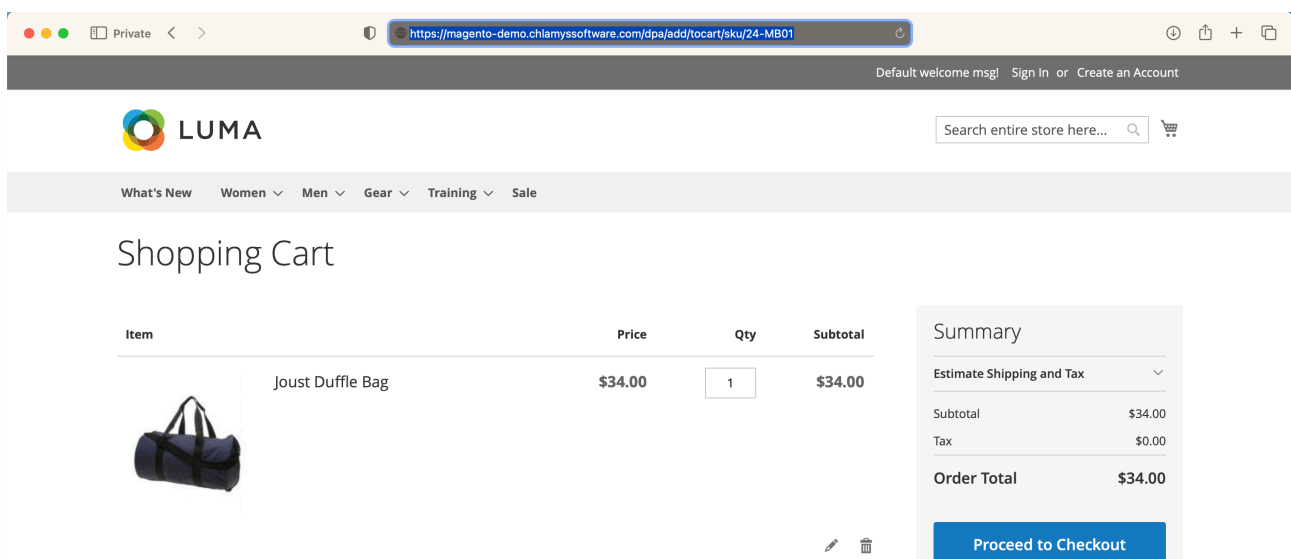 Private
https://magento-demo.chlamyssoftware.com/dpa/add/tocart/sku/24-MB01
Default welcome msg! Sign In or Create an Account
LUMA
Search entire store here...
What's New Women Men Gear Training Sale
Shopping Cart
Item Price Qty Subtotal
Joust Duffle Bag $34.00 1 $34.00
Summary
Estimate Shipping and Tax
Subtotal $34.00
Tax $0.00
Order Total $34.00
Proceed to Checkout